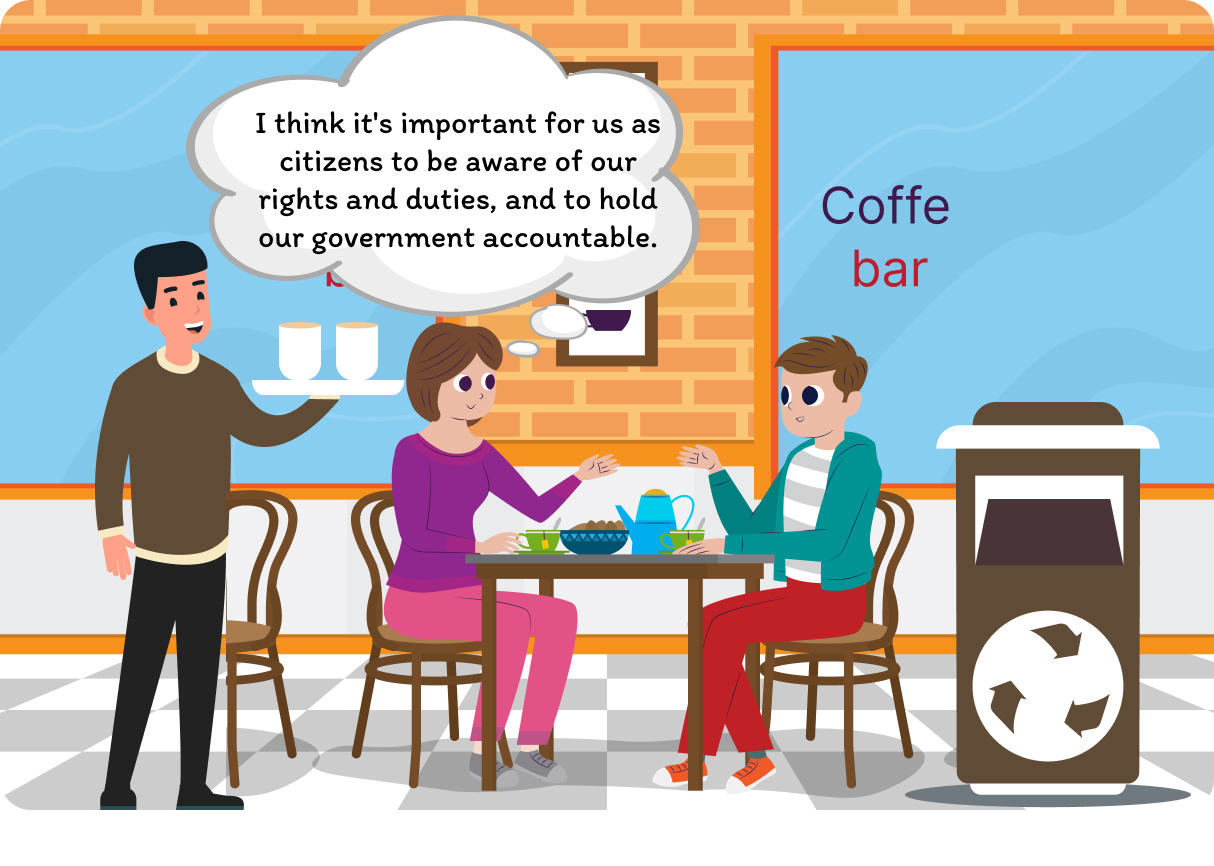 I think it's important for us as
citizens to be aware of our
rights and duties, and to hold
our government accountable.
Coffe
bar